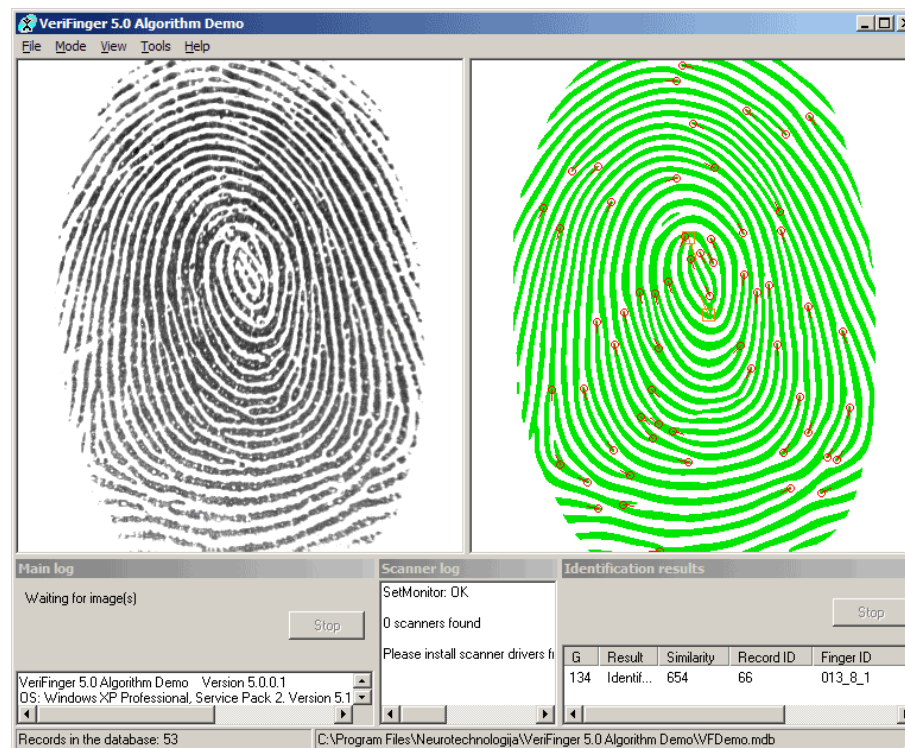 VeriFinger 5.0 Algorithm Demo
File Mode View Tools Help
Main log
Waiting for image(s)
Stop
VeriFinger 5.0 Algorithm Demo Version 5.0.0.1
OS: Windows XP Professional, Service Pack 2. Version 5.1
Scanner log
SetMonitor: OK
0 scanners found
Please install scanner drivers fr
Identification results
Stop
G Result Similarity Record ID Finger ID
134 Identif... 654 66 013_8_1
Records in the database: 53
C:\Program Files\Neurotechnologija\VeriFinger 5.0 Algorithm Demo\VFDemo.mdb